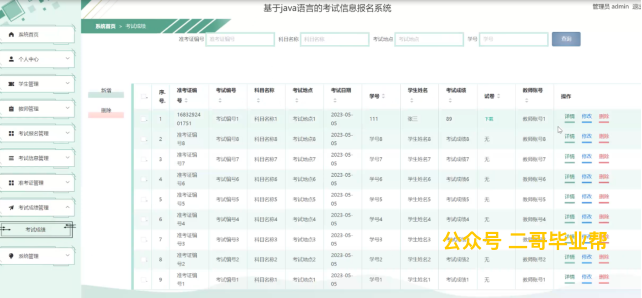 基于java语言的考试信息报名系统
管理员 admin
系统首页 > 考试成绩
系统首页
个人中心
学生管理
教师管理
考试报名管理
考试信息管理
准考证管理
考试成绩管理
考试成绩
系统管理
准考证编号 准考证编号 科目名称 科目名称 考试地点 考试地点 学号 学号 查询
新增
删除
序号 准考证编号 考试编号 科目名称 考试地点 考试日期 学号 学生姓名 考试成绩 试卷 教师账号 操作
1 1683293401751 考试编号1 科目名称1 考试地点1 2023-05-05 111 张三 89 下载 教师账号1 详情 修改 删除
8 准考证编号8 考试编号8 科目名称8 考试地点8 2023-05-05 学号8 学生姓名8 考试成绩8 无 教师账号8 详情 修改 删除
3 准考证编号7 考试编号7 科目名称7 考试地点7 2023-05-05 学号7 学生姓名7 考试成绩7 无 教师账号7 详情 修改 删除
4 准考证编号6 考试编号6 科目名称6 考试地点6 2023-05-05 学号6 学生姓名6 考试成绩6 无 教师账号6 详情 修改 删除
5 准考证编号5 考试编号5 科目名称5 考试地点5 2023-05-05 学号5 学生姓名5 考试成绩5 无 教师账号5 详情 修改 删除
6 准考证编号4 考试编号4 科目名称4 考试地点4 2023-05-05 学号4 学生姓名4 考试成绩4 无 教师账号4 详情 修改 删除
7 准考证编号3 考试编号3 科目名称3 考试地点3 2023-05-05 学号3 学生姓名3 考试成绩3 无 教师账号3 详情 修改 删除
8 准考证编号2 考试编号2 科目名称2 考试地点2 2023-05-05 学号2 学生姓名2 考试成绩2 无 教师账号2 详情 修改 删除
9 准考证编号1 考试编号1 科目名称1 考试地点1 2023-05-05 学号1 学生姓名1 考试成绩1 无 教师账号1 详情 修改 删除
公众号 二哥毕业帮